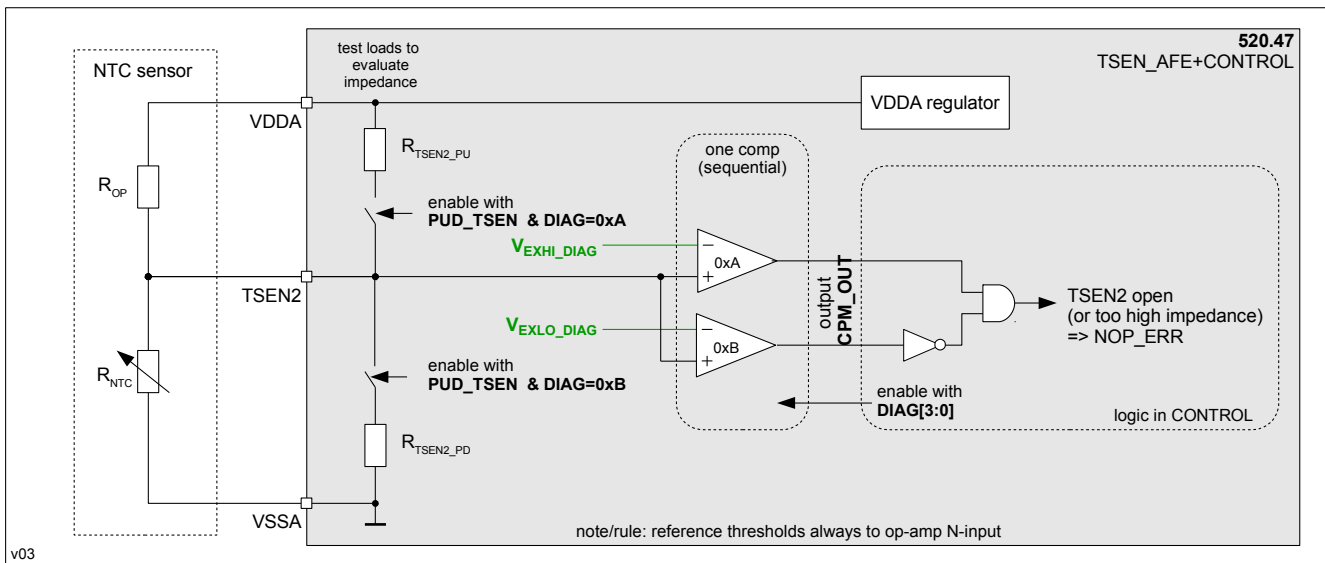 520.47
TSEN_AFE+CONTROL
test loads to
evaluate
impedance
NTC sensor
VDDA regulator
VDDA
R_TSEN2_PU
one comp
(sequential)
R_OP
enable with
PUD_TSEN & DIAG=0xA
V_EXHI_DIAG
−
0xA
+
TSEN2
output
CPM_OUT
TSEN2 open
(or too high impedance)
=> NOP_ERR
V_EXLO_DIAG
−
0xB
+
R_NTC
enable with
PUD_TSEN & DIAG=0xB
enable with
DIAG[3:0]
logic in CONTROL
R_TSEN2_PD
VSSA
note/rule: reference thresholds always to op-amp N-input
v03